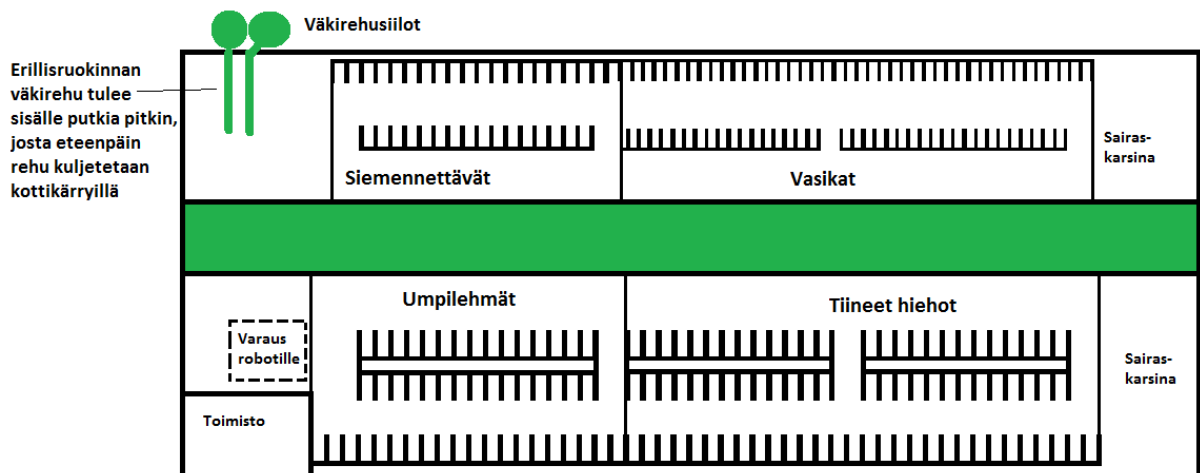 Väkirehusiilot
Erillisruokinnan
väkirehu tulee
sisälle putkia pitkin,
josta eteenpäin
rehu kuljetetaan
kottikärryillä
Siemennettävät
Vasikat
Sairas-
karsina
Umpilehmät
Tiineet hiehot
Varaus
robotille
Sairas-
karsina
Toimisto